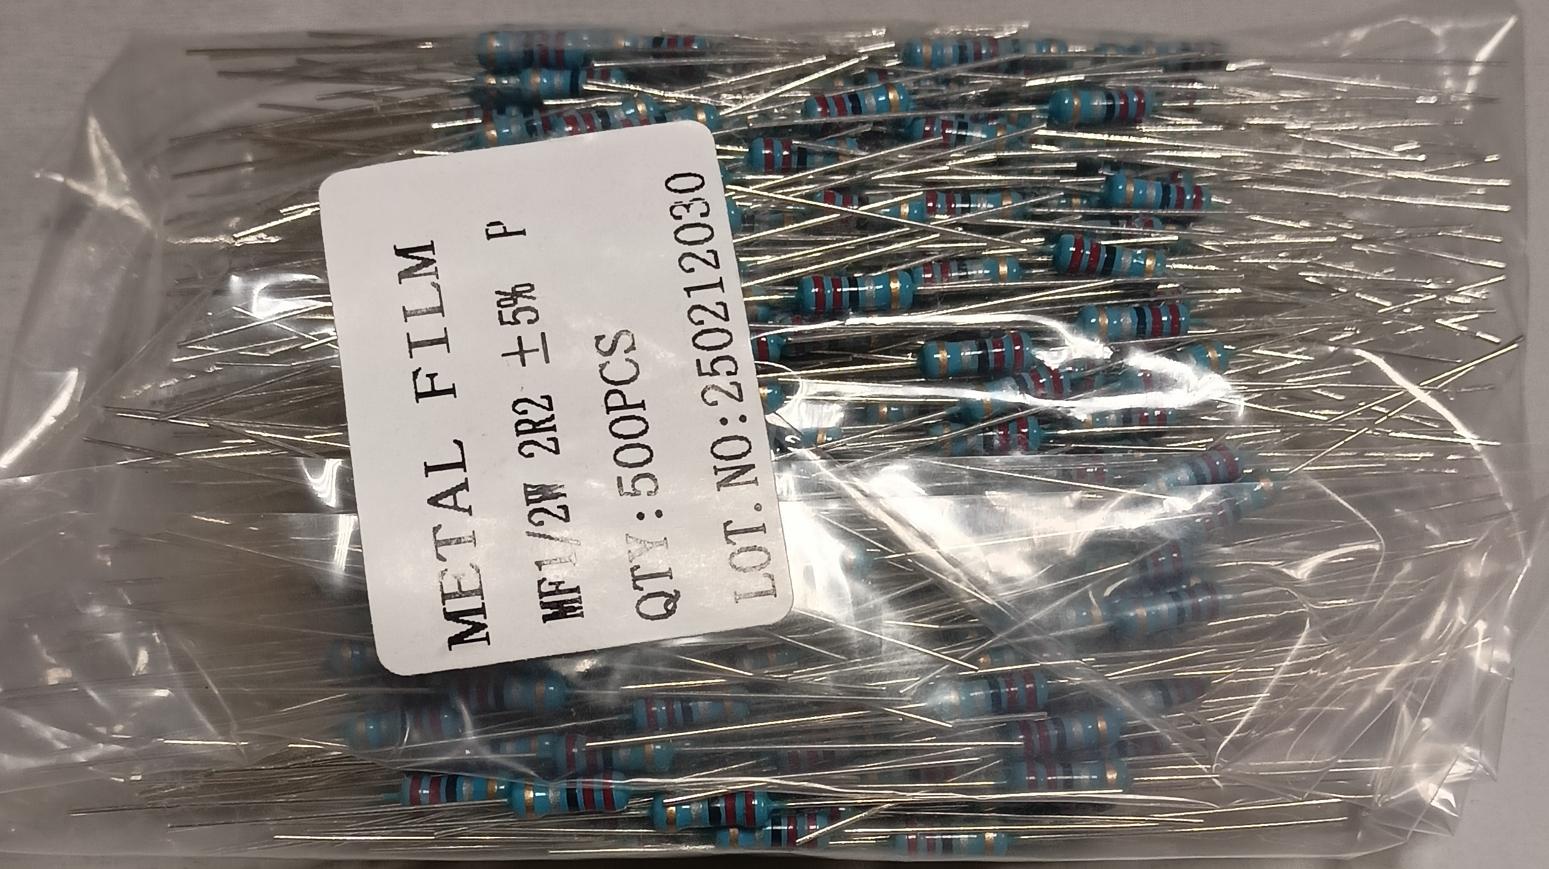 METAL FILM
MF1/2W 2R2 ±5% P
QTY:500PCS
LOT.NO:250212030